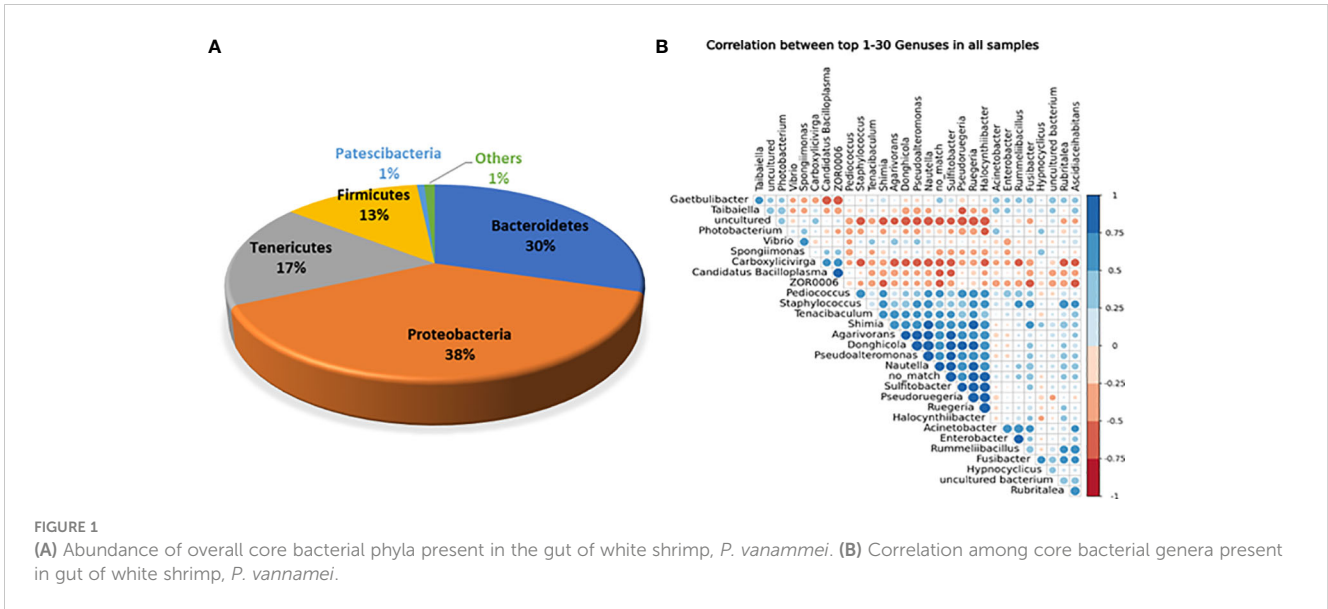 A
Patescibacteria
1%
Others
1%
Firmicutes
13%
Bacteroidetes
30%
Tenericutes
17%
Proteobacteria
38%
B
Correlation between top 1-30 Genuses in all samples
Taibaiella
uncultured
Photobacterium
Vibrio
Spongiimonas
Carboxylicivirga
Candidatus Bacilloplasma
ZOR0006
Pediococcus
Staphylococcus
Tenacibaculum
Shimia
Agarivorans
Donghicola
Pseudoalteromonas
Nautella
no_match
Sulfitobacter
Pseudoruegeria
Ruegeria
Halocynthiibacter
Acinetobacter
Enterobacter
Rummeliibacillus
Fusibacter
Hypnocyclicus
uncultured bacterium
Rubritalea
Ascidiaceihabitans
Gaetbulibacter
Taibaiella
uncultured
Photobacterium
Vibrio
Spongiimonas
Carboxylicivirga
Candidatus Bacilloplasma
ZOR0006
Pediococcus
Staphylococcus
Tenacibaculum
Shimia
Agarivorans
Donghicola
Pseudoalteromonas
Nautella
no_match
Sulfitobacter
Pseudoruegeria
Ruegeria
Halocynthiibacter
Acinetobacter
Enterobacter
Rummeliibacillus
Fusibacter
Hypnocyclicus
uncultured bacterium
Rubritalea
1
0.75
0.5
0.25
0
-0.25
-0.5
-0.75
-1
FIGURE 1
(A) Abundance of overall core bacterial phyla present in the gut of white shrimp, P. vanammei. (B) Correlation among core bacterial genera present
in gut of white shrimp, P. vannamei.